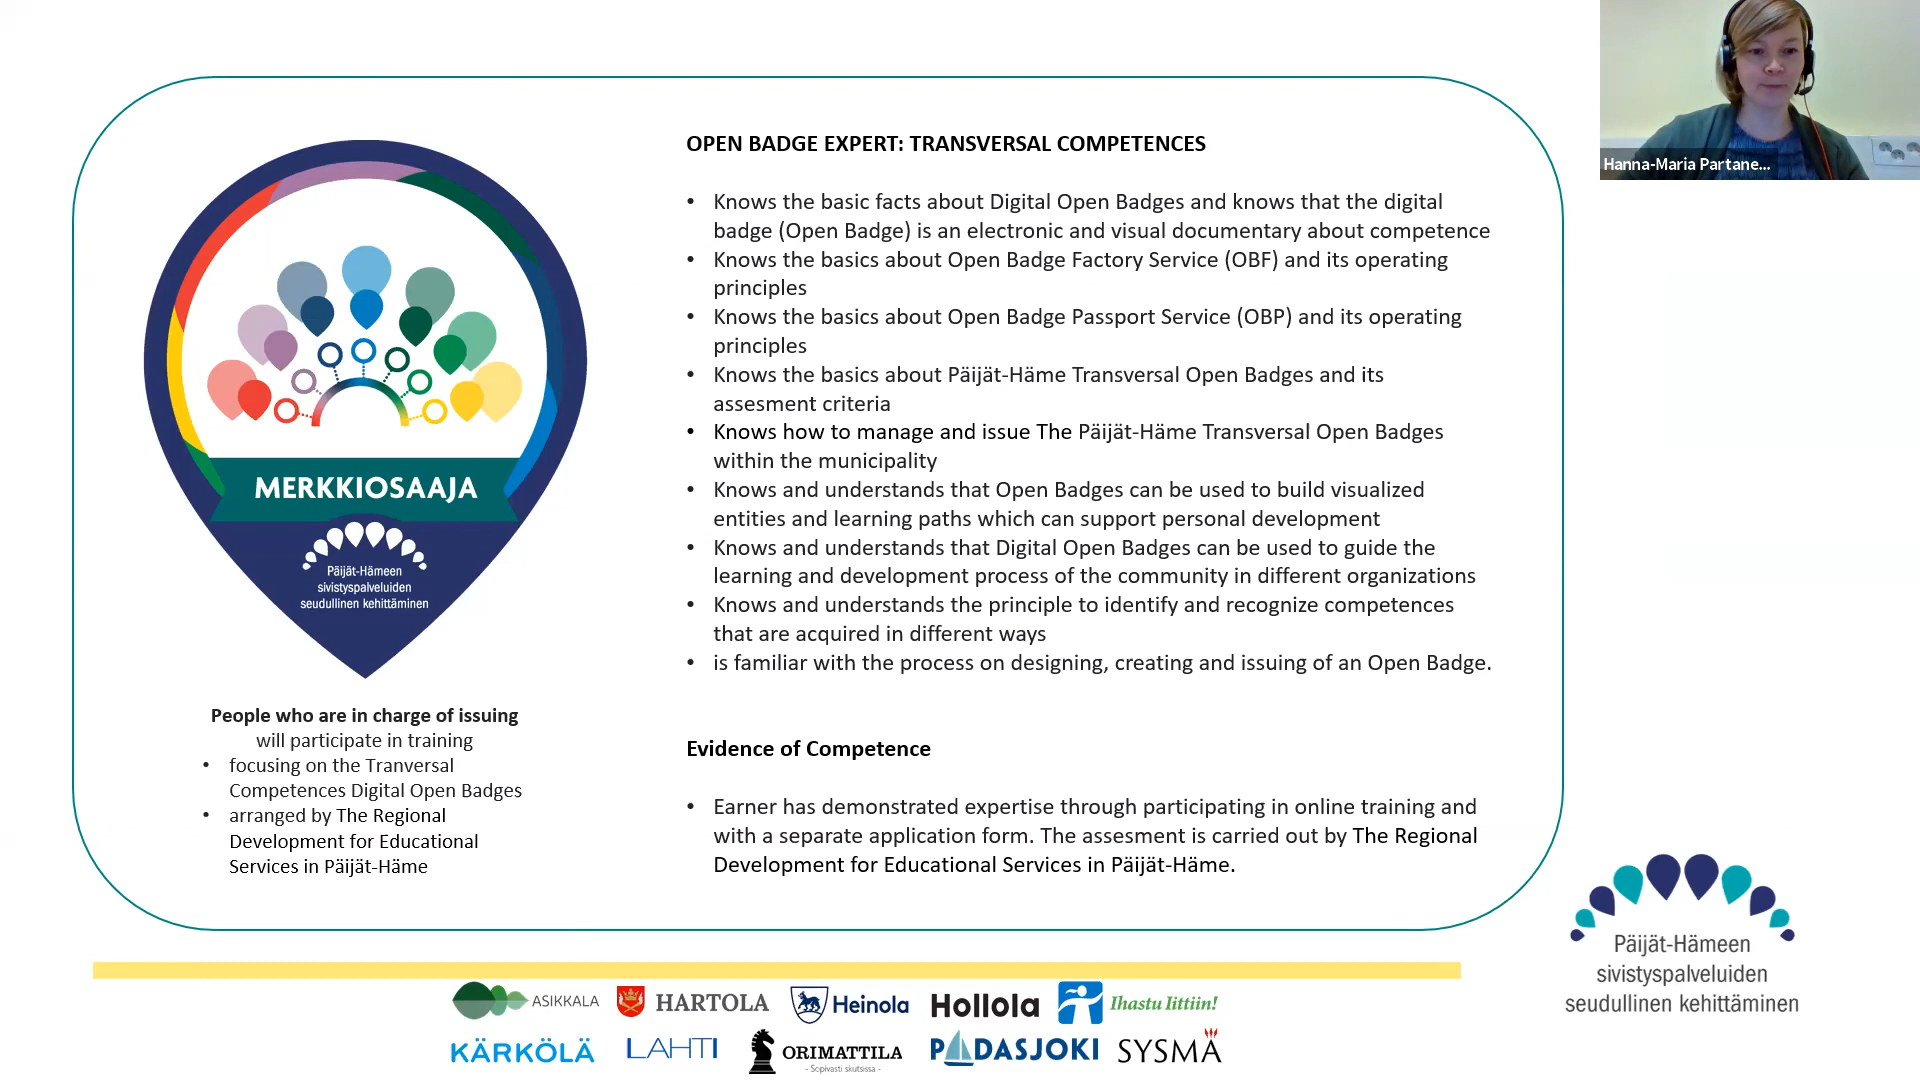 OPEN BADGE EXPERT: TRANSVERSAL COMPETENCES
• Knows the basic facts about Digital Open Badges and knows that the digital
badge (Open Badge) is an electronic and visual documentary about competence
• Knows the basics about Open Badge Factory Service (OBF) and its operating
principles
• Knows the basics about Open Badge Passport Service (OBP) and its operating
principles
• Knows the basics about Päijät-Häme Transversal Open Badges and its
assesment criteria
• Knows how to manage and issue The Päijät-Häme Transversal Open Badges
within the municipality
• Knows and understands that Open Badges can be used to build visualized
entities and learning paths which can support personal development
• Knows and understands that Digital Open Badges can be used to guide the
learning and development process of the community in different organizations
• Knows and understands the principle to identify and recognize competences
that are acquired in different ways
• is familiar with the process on designing, creating and issuing of an Open Badge.
Evidence of Competence
• Earner has demonstrated expertise through participating in online training and
with a separate application form. The assesment is carried out by The Regional
Development for Educational Services in Päijät-Häme.
MERKKIOSAAJA
Päijät-Hämeen
sivistyspalveluiden
seudullinen kehittäminen
People who are in charge of issuing
will participate in training
• focusing on the Tranversal
Competences Digital Open Badges
• arranged by The Regional
Development for Educational
Services in Päijät-Häme
Hanna-Maria Partane...
Päijät-Hämeen
sivistyspalveluiden
seudullinen kehittäminen
ASIKKALA HARTOLA Heinola Hollola Ihastu Iittiin!
KÄRKÖLÄ LAHTI ORIMATTILA PADASJOKI SYSMÄ
- Sopivasti skutsissa -